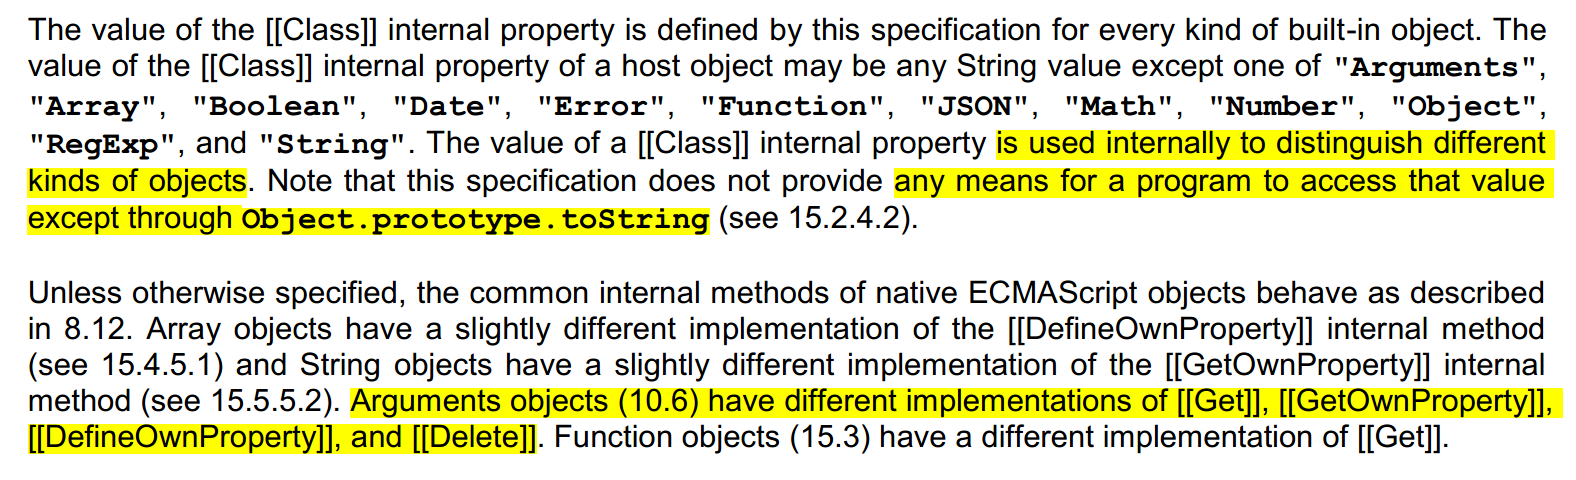 The value of the [[Class]] internal property is defined by this specification for every kind of built-in object. The
value of the [[Class]] internal property of a host object may be any String value except one of "Arguments",
"Array", "Boolean", "Date", "Error", "Function", "JSON", "Math", "Number", "Object",
"RegExp", and "String". The value of a [[Class]] internal property is used internally to distinguish different
kinds of objects. Note that this specification does not provide any means for a program to access that value
except through Object.prototype.toString (see 15.2.4.2).
Unless otherwise specified, the common internal methods of native ECMAScript objects behave as described
in 8.12. Array objects have a slightly different implementation of the [[DefineOwnProperty]] internal method
(see 15.4.5.1) and String objects have a slightly different implementation of the [[GetOwnProperty]] internal
method (see 15.5.5.2). Arguments objects (10.6) have different implementations of [[Get]], [[GetOwnProperty]],
[[DefineOwnProperty]], and [[Delete]]. Function objects (15.3) have a different implementation of [[Get]].